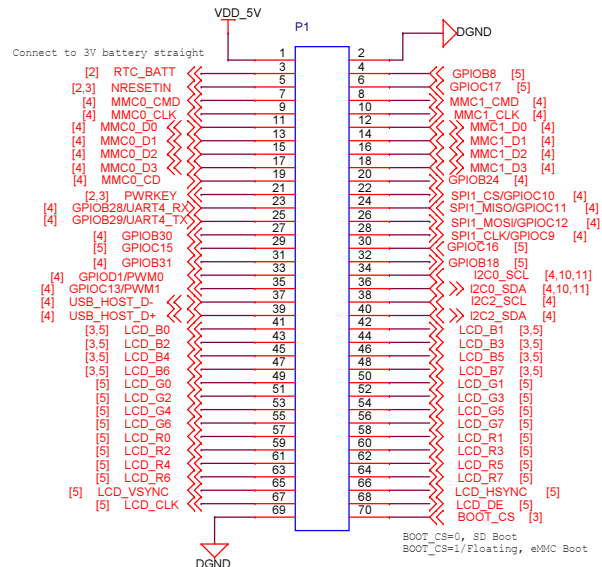 VDD_5V
P1
DGND
Connect to 3V battery straight
1 2
[2] RTC_BATT 3 4 GPIOB8 [5]
[2,3] NRESETIN 5 6 GPIOC17 [5]
[4] MMC0_CMD 7 8 MMC1_CMD [4]
[4] MMC0_CLK 9 10 MMC1_CLK [4]
[4] MMC0_D0 11 12 MMC1_D0 [4]
[4] MMC0_D1 13 14 MMC1_D1 [4]
[4] MMC0_D2 15 16 MMC1_D2 [4]
[4] MMC0_D3 17 18 MMC1_D3 [4]
[4] MMC0_CD 19 20 GPIOB24 [4]
[2,3] PWRKEY 21 22 SPI1_CS/GPIOC10 [4]
[4] GPIOB28/UART4_RX 23 24 SPI1_MISO/GPIOC11 [4]
[4] GPIOB29/UART4_TX 25 26 SPI1_MOSI/GPIOC12 [4]
[4] GPIOB30 27 28 SPI1_CLK/GPIOC9 [4]
[5] GPIOC15 29 30 GPIOC16 [5]
[4] GPIOB31 31 32 GPIOB18 [5]
[4] GPIOD1/PWM0 33 34 I2C0_SCL [4,10,11]
[4] GPIOC13/PWM1 35 36 I2C0_SDA [4,10,11]
[4] USB_HOST_D- 37 38 I2C2_SCL [4]
[4] USB_HOST_D+ 39 40 I2C2_SDA [4]
[3,5] LCD_B0 41 42 LCD_B1 [3,5]
[3,5] LCD_B2 43 44 LCD_B3 [3,5]
[3,5] LCD_B4 45 46 LCD_B5 [3,5]
[3,5] LCD_B6 47 48 LCD_B7 [3,5]
[5] LCD_G0 49 50 LCD_G1 [5]
[5] LCD_G2 51 52 LCD_G3 [5]
[5] LCD_G4 53 54 LCD_G5 [5]
[5] LCD_G6 55 56 LCD_G7 [5]
[5] LCD_R0 57 58 LCD_R1 [5]
[5] LCD_R2 59 60 LCD_R3 [5]
[5] LCD_R4 61 62 LCD_R5 [5]
[5] LCD_R6 63 64 LCD_R7 [5]
[5] LCD_VSYNC 65 66 LCD_HSYNC [5]
[5] LCD_CLK 67 68 LCD_DE [5]
69 70 BOOT_CS [3]
BOOT_CS=0, SD Boot
BOOT_CS=1/Floating, eMMC Boot
DGND